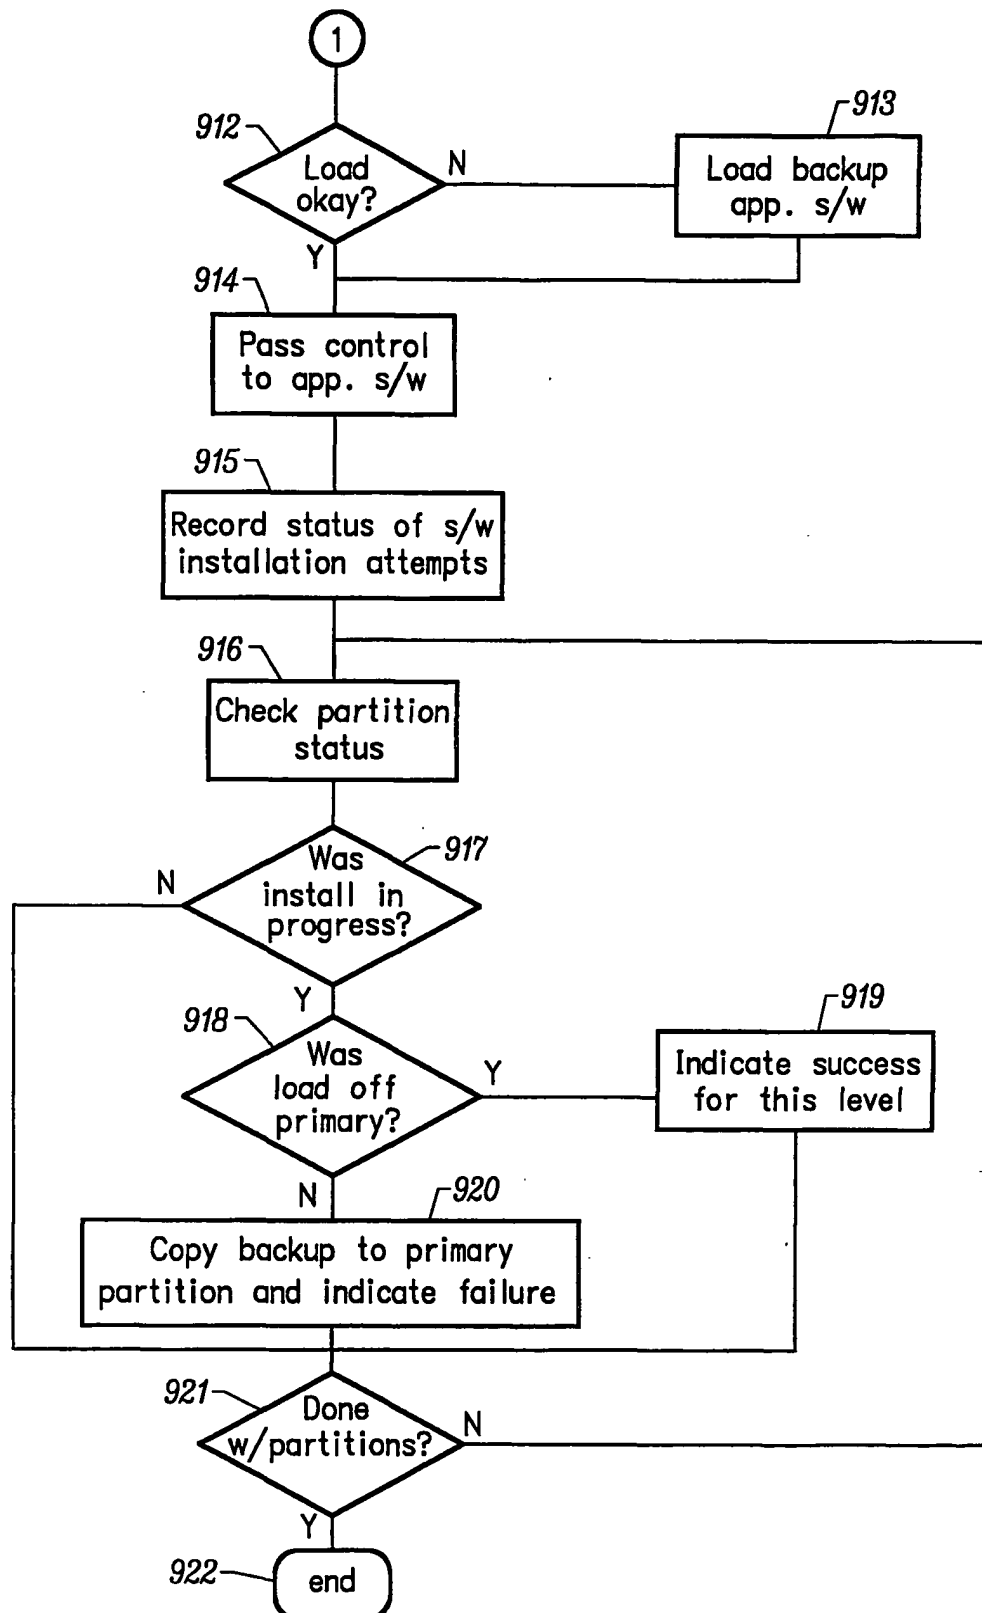 1
912
Load
okay?
N
Y
913
Load backup
app. s/w
914
Pass control
to app. s/w
915
Record status of s/w
installation attempts
916
Check partition
status
917
Was
install in
progress?
N
Y
918
Was
load off
primary?
Y
N
919
Indicate success
for this level
920
Copy backup to primary
partition and indicate failure
921
Done
w/partitions?
N
Y
922
end